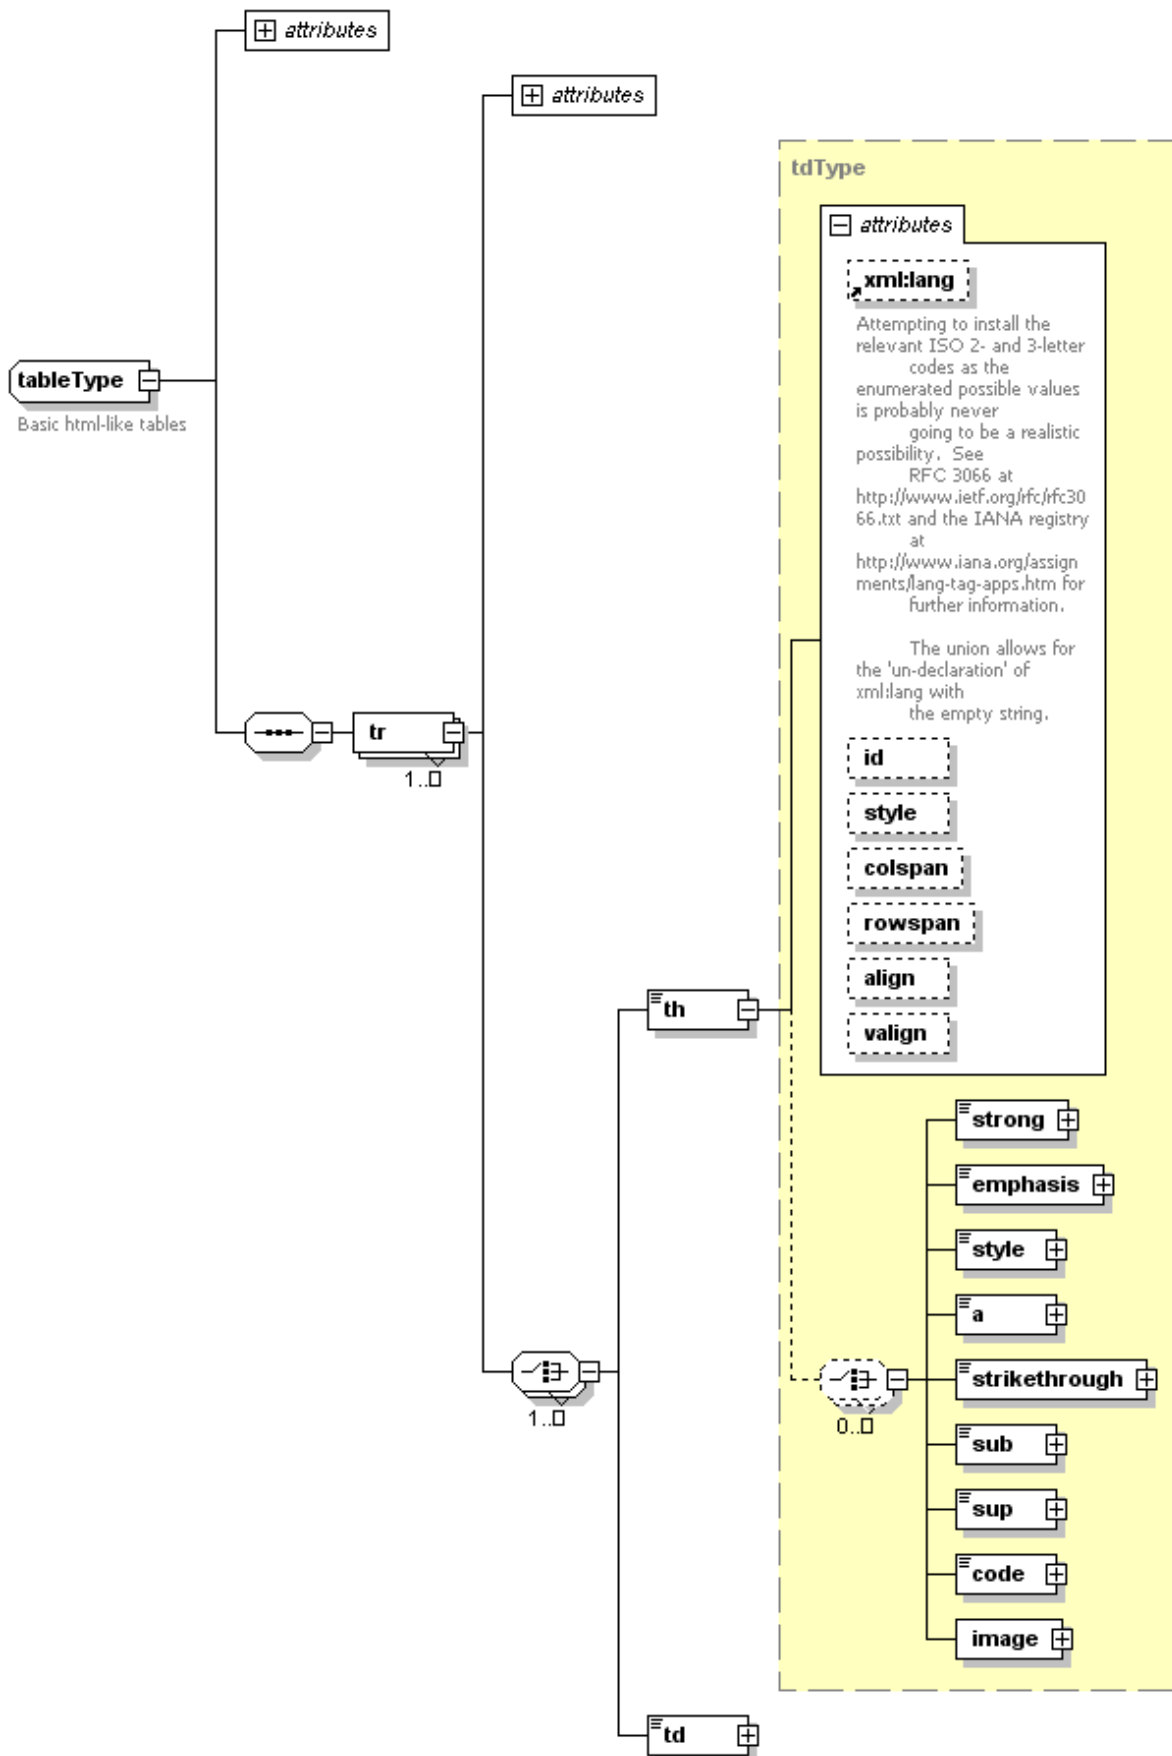 attributes
attributes
tdType
attributes
xml:lang
Attempting to install the
relevant ISO 2- and 3-letter
codes as the
enumerated possible values
is probably never
going to be a realistic
possibility. See
RFC 3066 at
http://www.ietf.org/rfc/rfc30
66.txt and the IANA registry
at
http://www.iana.org/assign
ments/lang-tag-apps.htm for
further information.
The union allows for
the 'un-declaration' of
xml:lang with
the empty string.
tableType
Basic html-like tables
tr
1..□
id
style
colspan
rowspan
align
valign
th
strong
emphasis
style
a
strikethrough
sub
sup
code
image
0..□
1..□
td